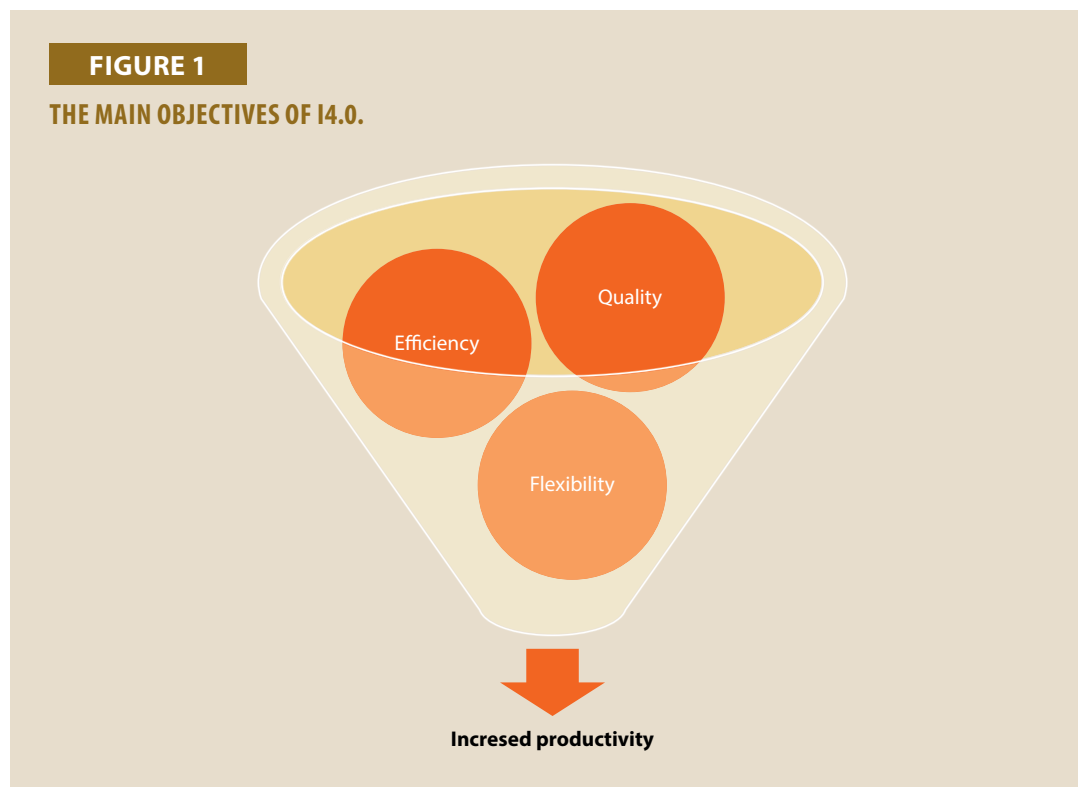 FIGURE 1
THE MAIN OBJECTIVES OF I4.0.
Quality
Efficiency
Flexibility
Incresed productivity